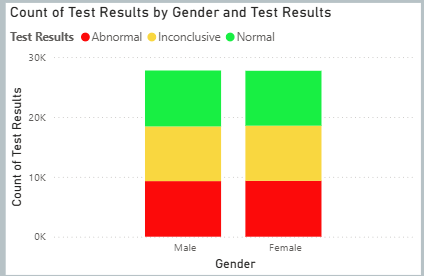 Count of Test Results by Gender and Test Results
Test Results Abnormal Inconclusive Normal
30K
20K
10K
0K
Count of Test Results
Male Female
Gender